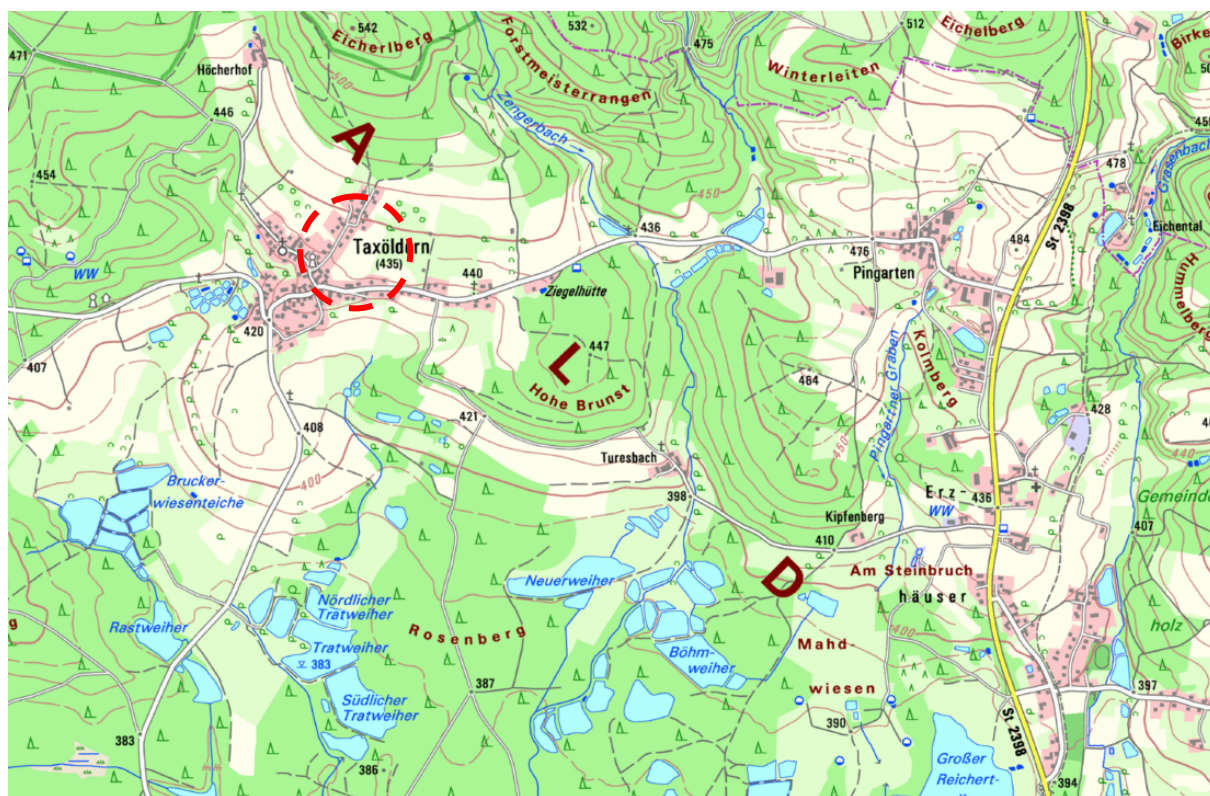 542
Eicherlberg
532
Forstmeisterrangen
475
512
Eichelberg
Birke
471
Höcherhof
500
Winterleiten
446
Zengerbach
A
454
450
St 2398
478
Grasenbach
Eichental
WW
Taxöldern/
(435)
436
440
Ziegelhütte
476
Pingarten
484
Hummelberg
420
407
447
L
Hohe Brunst
464
Kolmberg
Pingartner Graben
421
428
408
400
Turesbach
450
440
Brucker-
wiesenteiche
398
Erz-
436
WW
Kipfenberg
Gemeinde
410
407
D
Am Steinbruch
häuser
Neuerweiher
Nördlicher
Tratweiher
Rastweiher
Rosenberg
400
holz
Tratweiher
383
Böhm-
weiher
Mahd-
wiesen
Südlicher
Tratweiher
387
397
390
St 2398
383
386
Großer
Reichert-
394